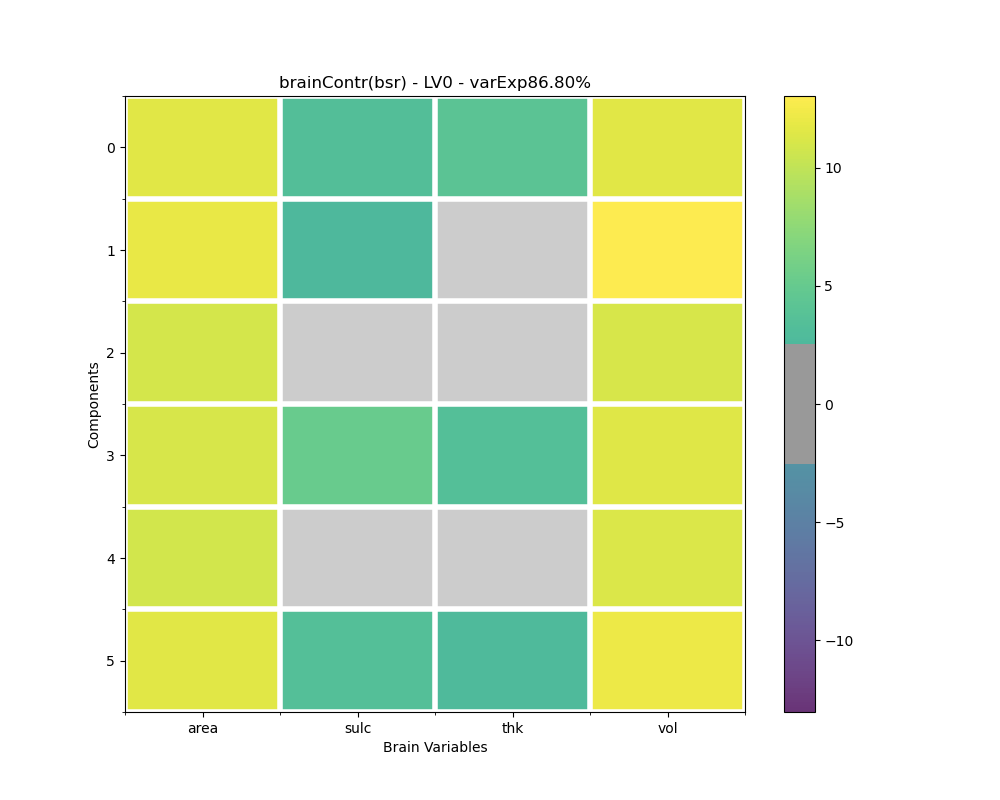 brainContr(bsr) - LV0 - varExp86.80%
0
1
2
3
4
5
Components
area sulc thk vol
Brain Variables
10
5
0
−5
−10